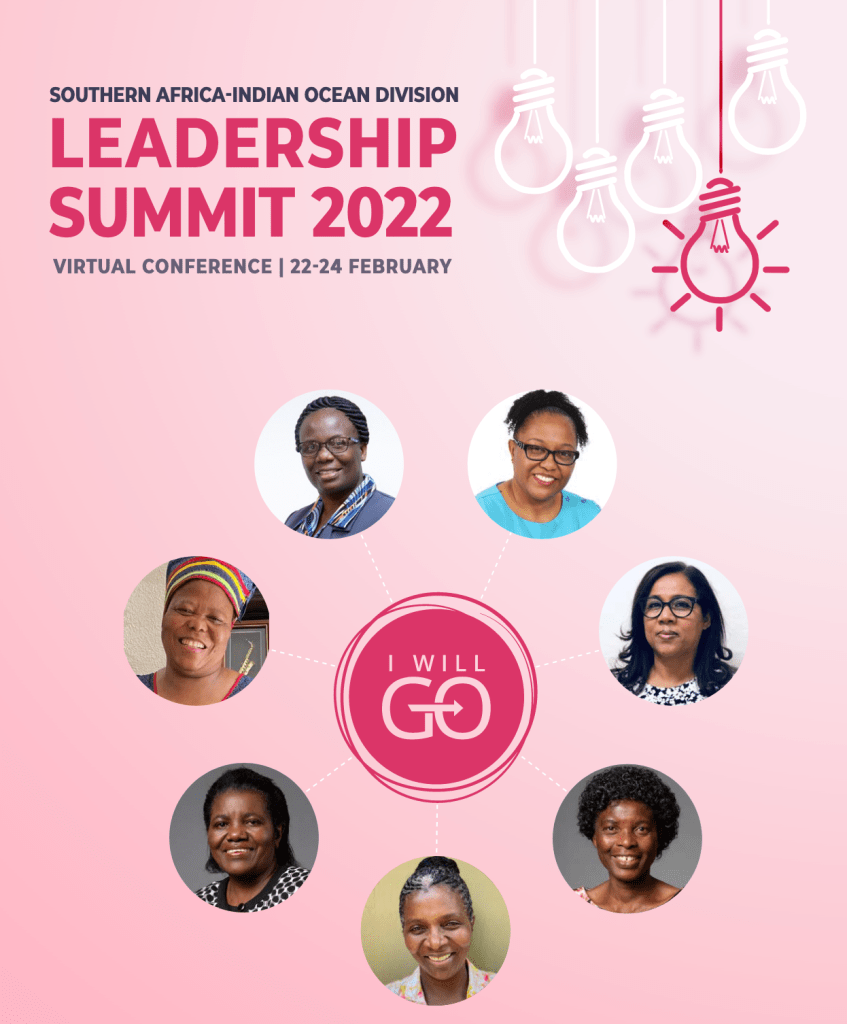 SOUTHERN AFRICA-INDIAN OCEAN DIVISION
LEADERSHIP
SUMMIT 2022
VIRTUAL CONFERENCE | 22-24 FEBRUARY
I WILL
GO